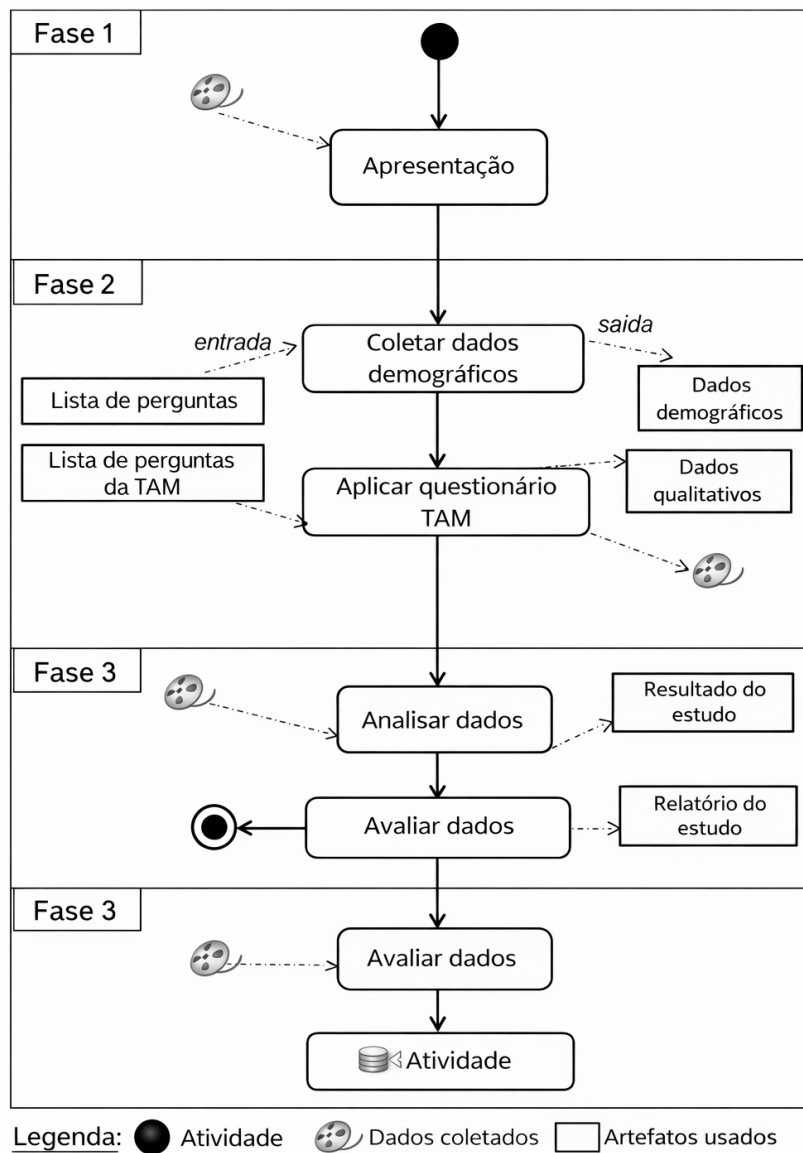 Fase 1
Apresentação
Fase 2
entrada
Coletar dados
demográficos
saida
Lista de perguntas
Dados
demográficos
Lista de perguntas
da TAM
Aplicar questionário
TAM
Dados
qualitativos
Fase 3
Analisar dados
Resultado do
estudo
Avaliar dados
Relatório do
estudo
Fase 3
Avaliar dados
Atividade
Legenda: Atividade Dados coletados Artefatos usados